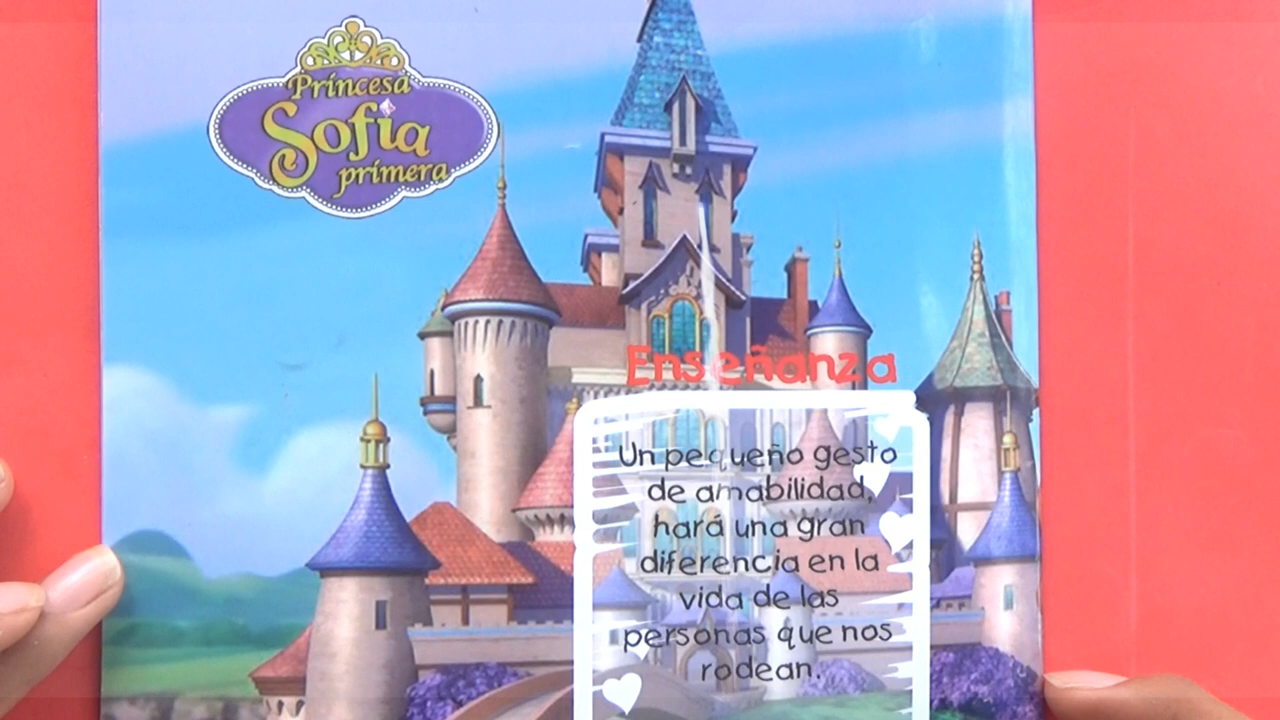 Princesa
Sofia
primera
Enseñanza
Un pequeño gesto
de amabilidad,
hará una gran
diferencia en la
vida de las
personas que nos
rodean.